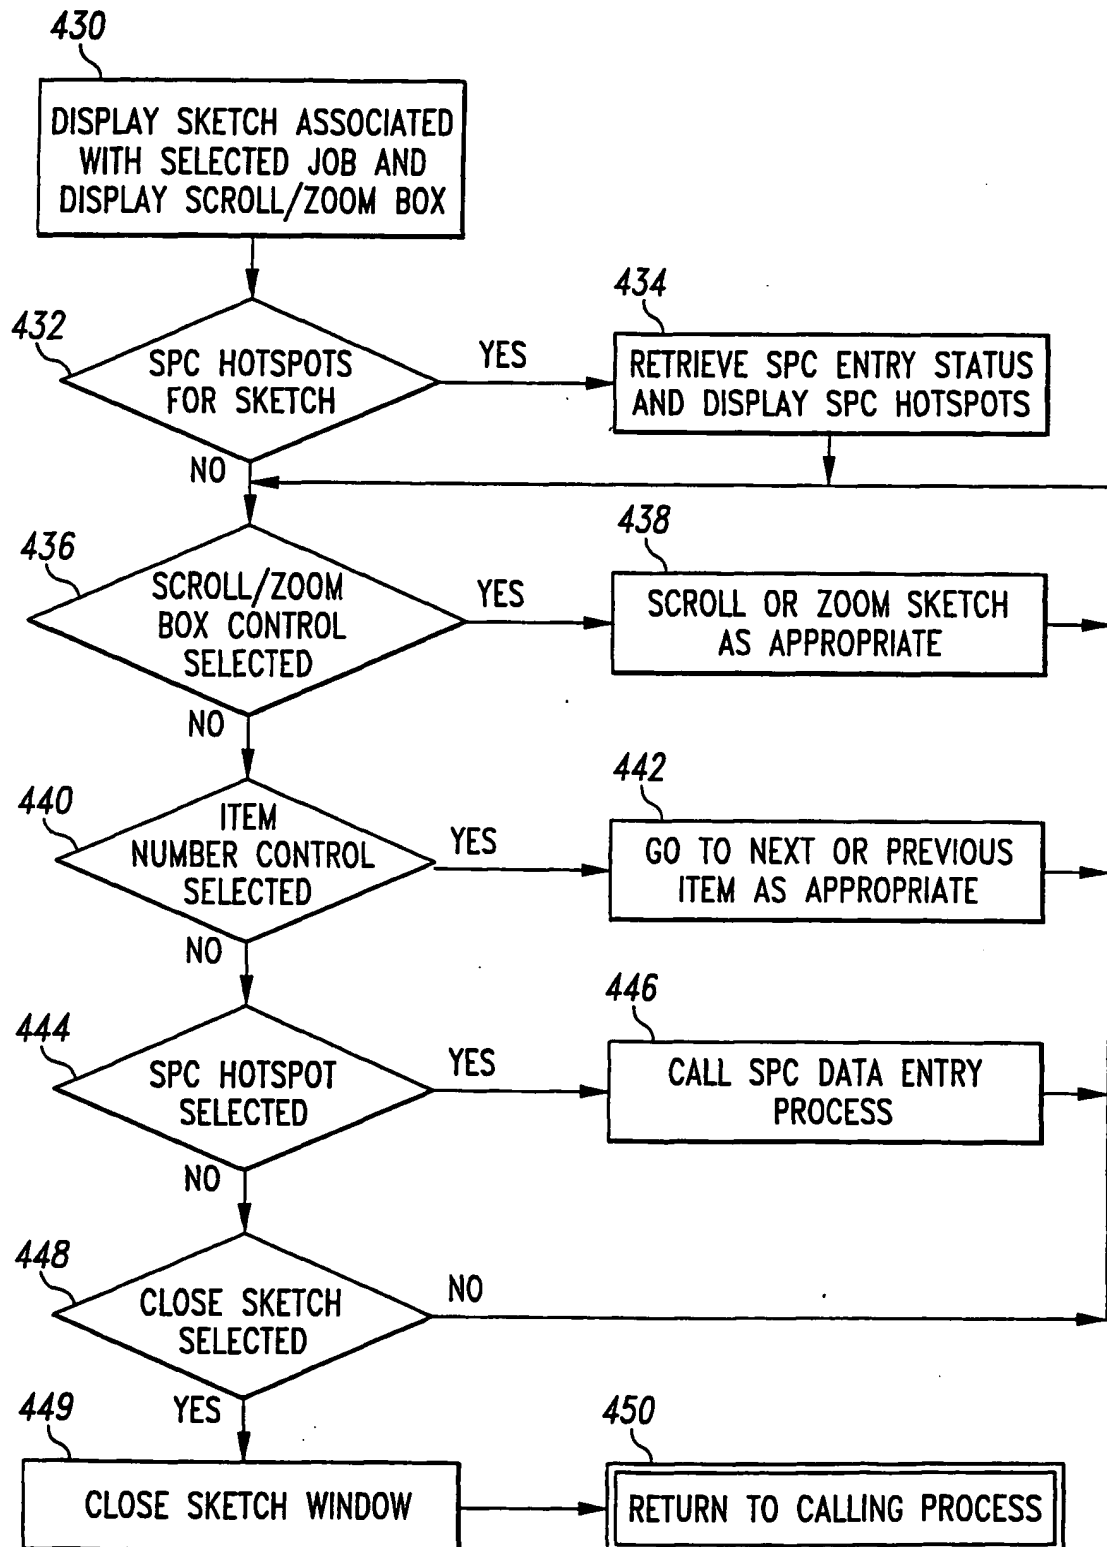 430
DISPLAY SKETCH ASSOCIATED
WITH SELECTED JOB AND
DISPLAY SCROLL/ZOOM BOX
432
SPC HOTSPOTS
FOR SKETCH
YES
434
RETRIEVE SPC ENTRY STATUS
AND DISPLAY SPC HOTSPOTS
NO
436
SCROLL/ZOOM
BOX CONTROL
SELECTED
YES
438
SCROLL OR ZOOM SKETCH
AS APPROPRIATE
NO
440
ITEM
NUMBER CONTROL
SELECTED
YES
442
GO TO NEXT OR PREVIOUS
ITEM AS APPROPRIATE
NO
444
SPC HOTSPOT
SELECTED
YES
446
CALL SPC DATA ENTRY
PROCESS
NO
448
CLOSE SKETCH
SELECTED
NO
YES
449
CLOSE SKETCH WINDOW
450
RETURN TO CALLING PROCESS